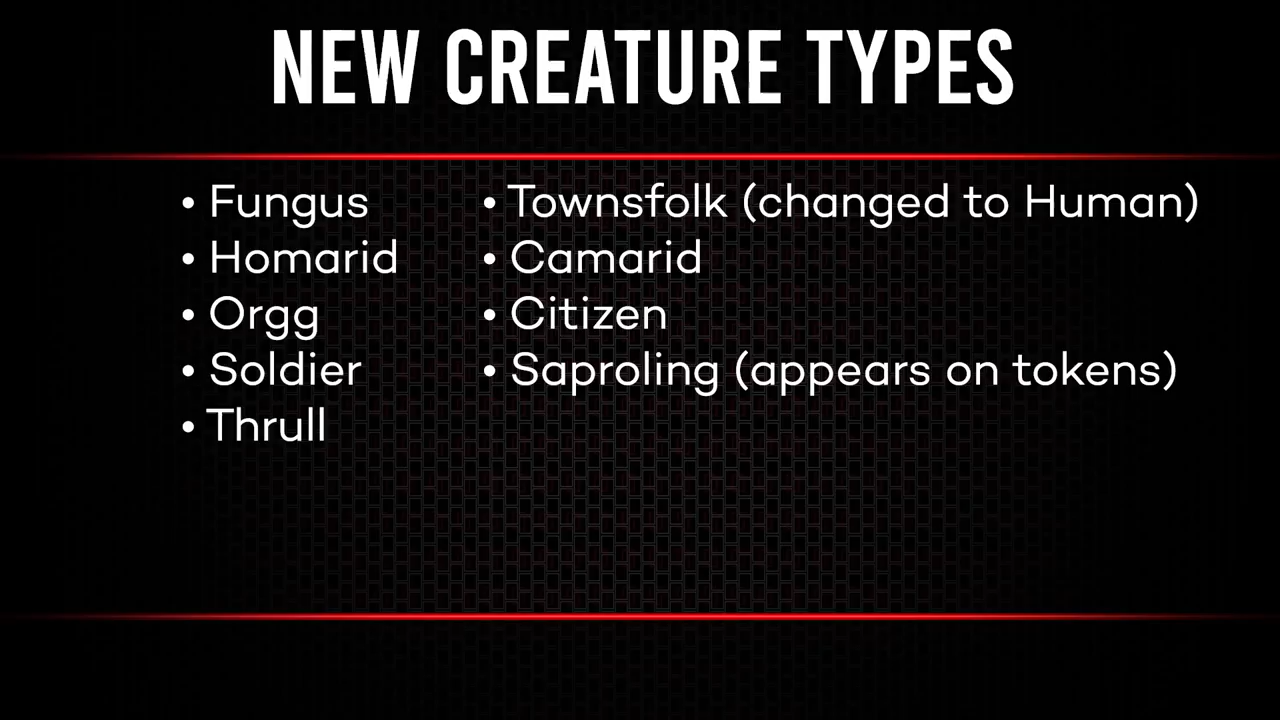 NEW CREATURE TYPES
• Fungus
• Homarid
• Orgg
• Soldier
• Thrull
• Townsfolk (changed to Human)
• Camarid
• Citizen
• Saproling (appears on tokens)